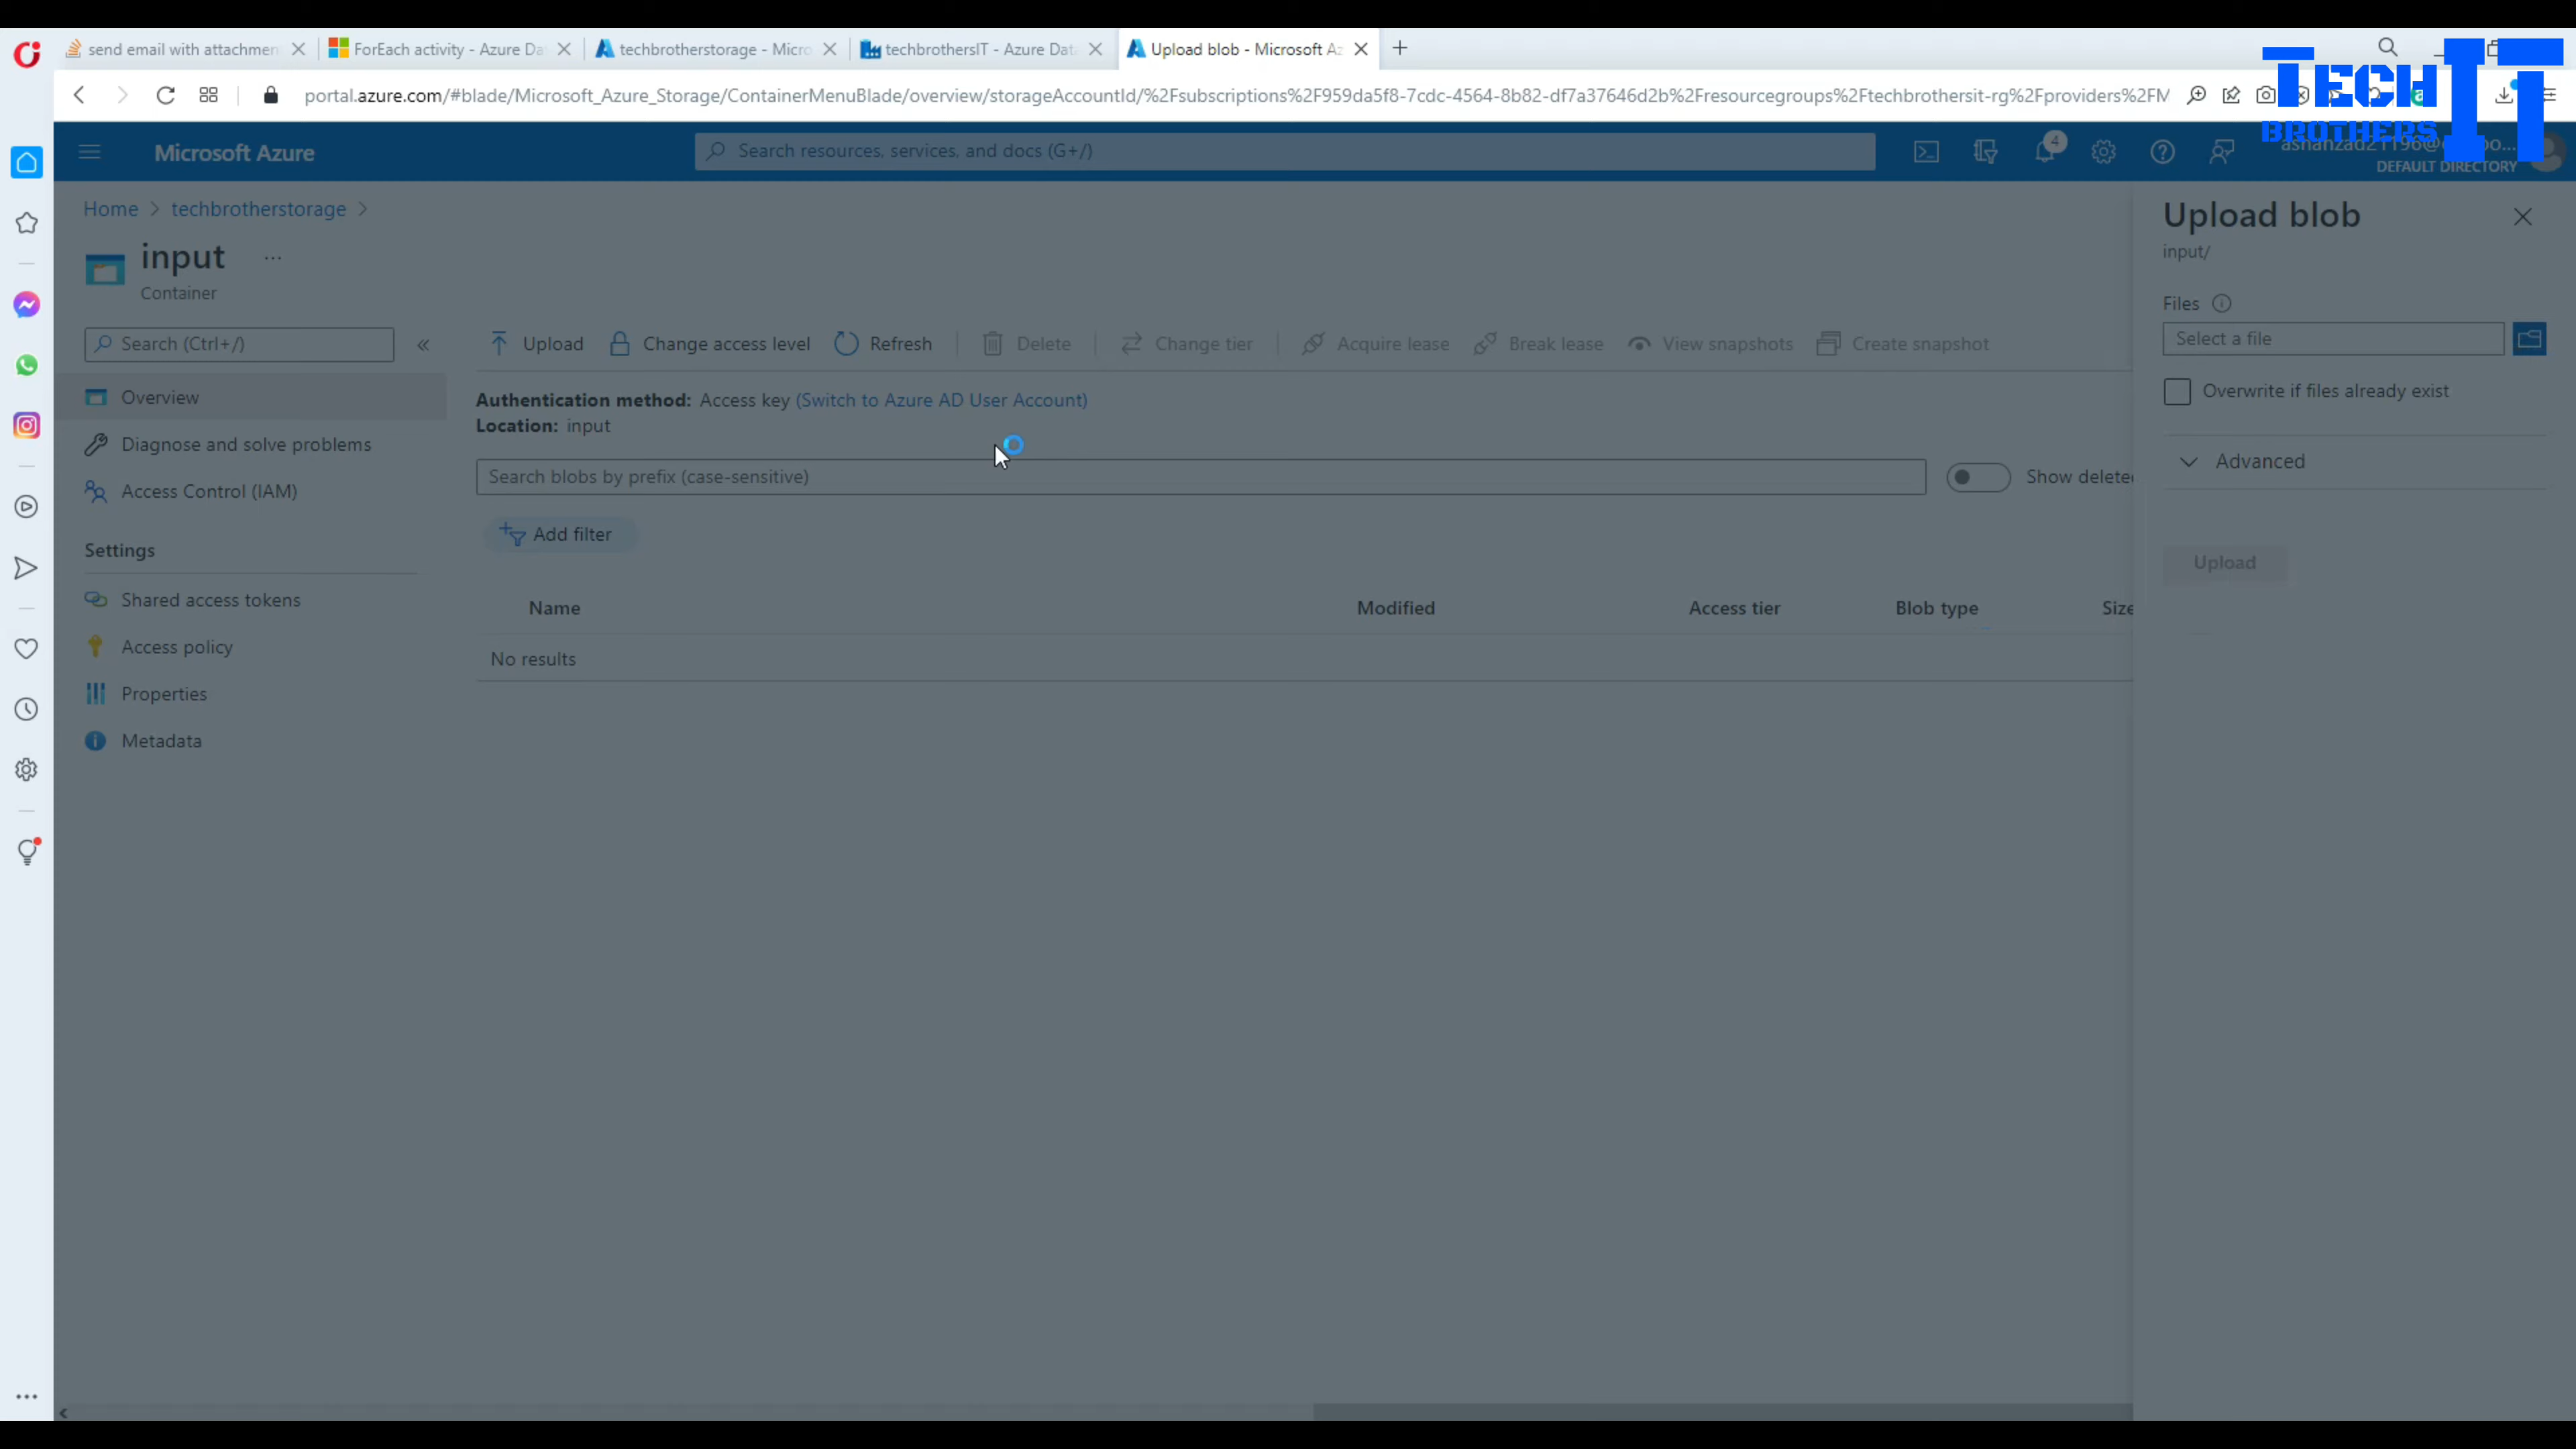 send email with attachmen
ForEach activity - Azure Da
techbrotherstorage - Micro
techbrothersIT - Azure Dat
Upload blob - Microsoft Az
portal.azure.com/#blade/Microsoft_Azure_Storage/ContainerMenuBlade/overview/storageAccountId/%2Fsubscriptions%2F959da5f8-7cdc-4564-8b82-df7a37646d2b%2Fresourcegroups%2Ftechbrothersit-rg%2Fproviders%2FM
TECH IT
BROTHERS
Microsoft Azure
Search resources, services, and docs (G+/)
4
DEFAULT DIRECTORY
Home > techbrotherstorage >
input ...
Container
Search (Ctrl+/)
Overview
Diagnose and solve problems
Access Control (IAM)
Settings
Shared access tokens
Access policy
Properties
Metadata
Upload Change access level Refresh Delete Change tier Acquire lease Break lease View snapshots Create snapshot
Authentication method: Access key (Switch to Azure AD User Account)
Location: input
Search blobs by prefix (case-sensitive)
Show deleted
Add filter
Name Modified Access tier Blob type Size
No results
Upload blob
input/
Files
Select a file
Overwrite if files already exist
Advanced
Upload